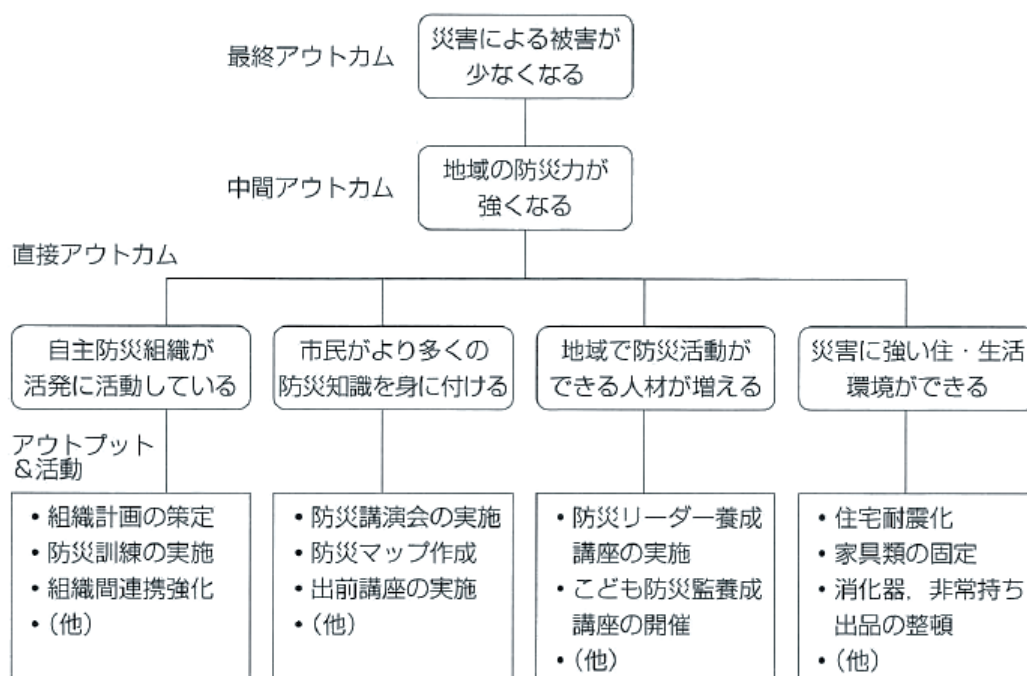 最終アウトカム
災害による被害が
少なくなる
中間アウトカム
地域の防災力が
強くなる
直接アウトカム
自主防災組織が
活発に活動している
市民がより多くの
防災知識を身に付ける
地域で防災活動が
できる人材が増える
災害に強い住・生活
環境ができる
アウトプット
&活動
・組織計画の策定
・防災訓練の実施
・組織間連携強化
・(他)
・防災講演会の実施
・防災マップ作成
・出前講座の実施
・(他)
・防災リーダー養成
講座の実施
・こども防災監養成
講座の開催
・(他)
・住宅耐震化
・家具類の固定
・消化器，非常持ち
出品の整頓
・(他)